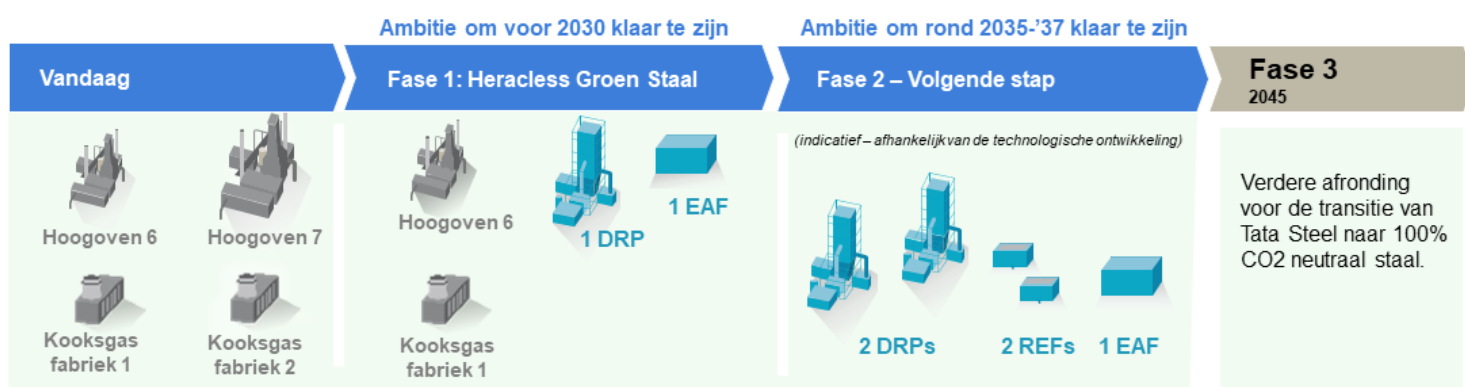 Ambitie om voor 2030 klaar te zijn
Ambitie om rond 2035-'37 klaar te zijn
Vandaag
Fase 1: Heracless Groen Staal
Fase 2 – Volgende stap
Fase 3
2045
Hoogoven 6
Hoogoven 7
Kooksgas
fabriek 1
Kooksgas
fabriek 2
Hoogoven 6
1 DRP
1 EAF
Kooksgas
fabriek 1
(indicatief – afhankelijk van de technologische ontwikkeling)
2 DRPs
2 REFs
1 EAF
Verdere afronding
voor de transitie van
Tata Steel naar 100%
CO2 neutraal staal.